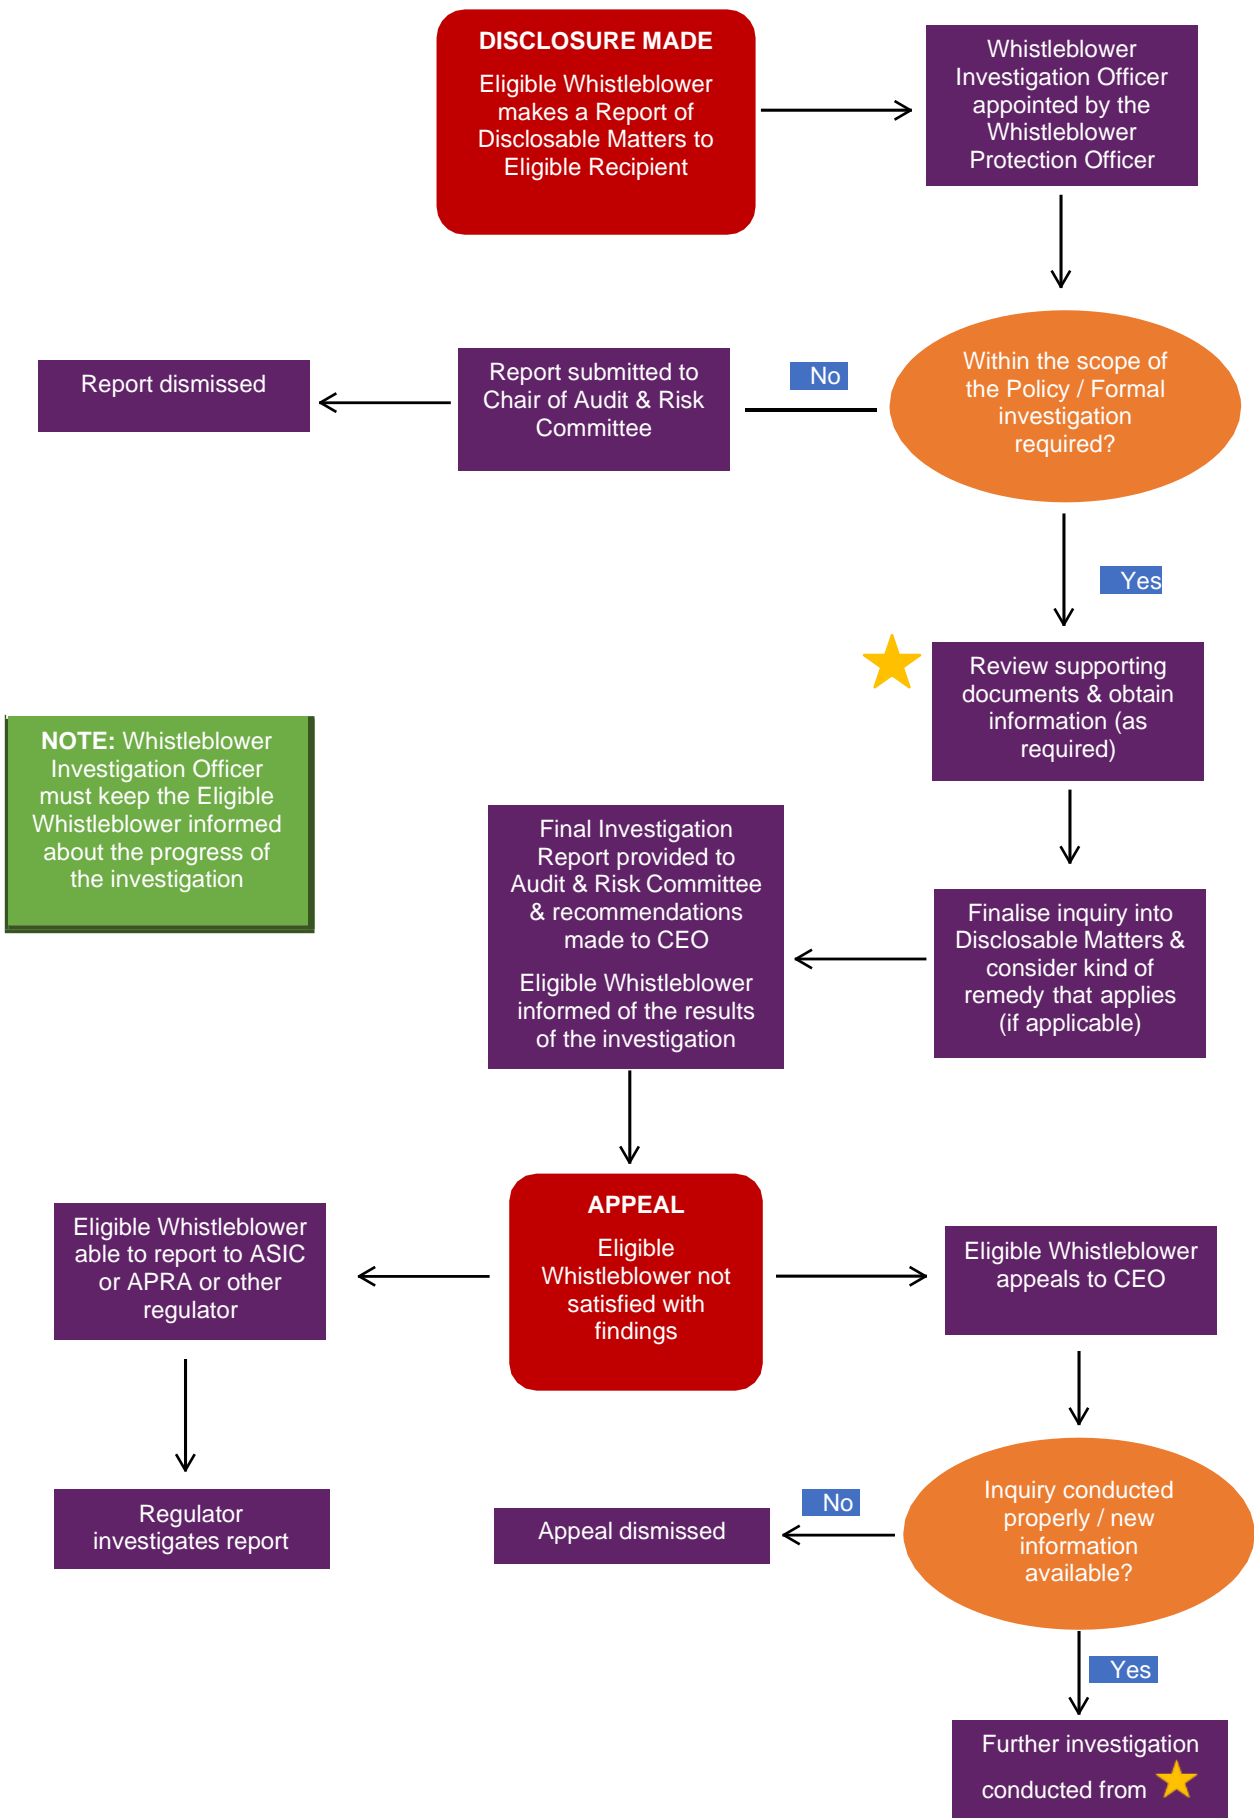 DISCLOSURE MADE
Eligible Whistleblower
makes a Report of
Disclosable Matters to
Eligible Recipient
Whistleblower
Investigation Officer
appointed by the
Whistleblower
Protection Officer
Within the scope of
the Policy / Formal
investigation
required?
No
Report submitted to
Chair of Audit & Risk
Committee
Report dismissed
Yes
Review supporting
documents & obtain
information (as
required)
NOTE: Whistleblower
Investigation Officer
must keep the Eligible
Whistleblower informed
about the progress of
the investigation
Finalise inquiry into
Disclosable Matters &
consider kind of
remedy that applies
(if applicable)
Final Investigation
Report provided to
Audit & Risk Committee
& recommendations
made to CEO
Eligible Whistleblower
informed of the results
of the investigation
APPEAL
Eligible
Whistleblower not
satisfied with
findings
Eligible Whistleblower
able to report to ASIC
or APRA or other
regulator
Regulator
investigates report
Eligible Whistleblower
appeals to CEO
Inquiry conducted
properly / new
information
available?
No
Appeal dismissed
Yes
Further investigation
conducted from